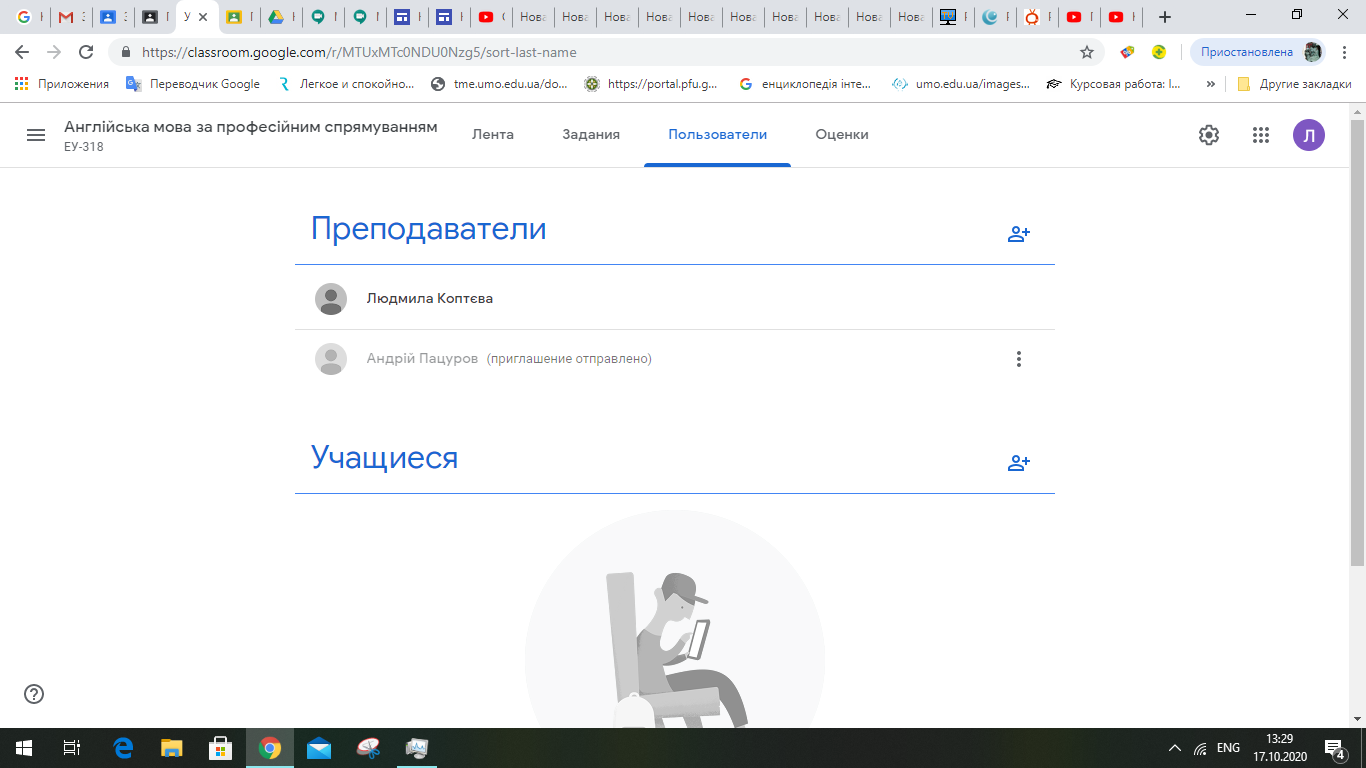 Нова Нова Нова Нова Нова Нова Нова Нова Нова Нова
https://classroom.google.com/r/MTUxMTc0NDU0Nzg5/sort-last-name
Приостановлена
Приложения Переводчик Google Легкое и спокойно... tme.umo.edu.ua/do... https://portal.pfu.g... енциклопедія інте... umo.edu.ua/images... Курсовая работа: І... » Другие закладки
Англійська мова за професійним спрямуванням
ЕУ-318
Лента Задания Пользователи Оценки
Л
Преподаватели
Людмила Коптєва
Андрій Пацуров (приглашение отправлено)
Учащиеся
ENG
13:29
17.10.2020
4